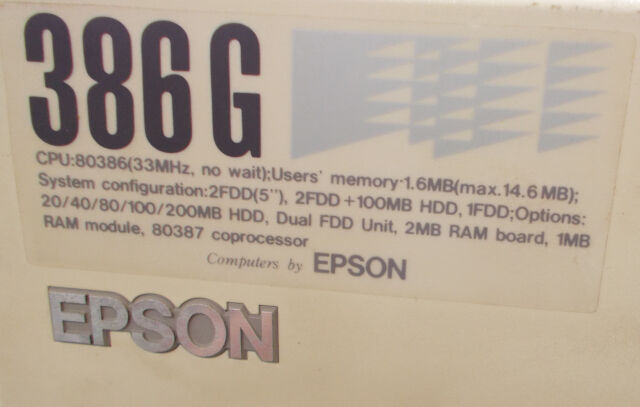 386G
CPU:80386(33MHz, no wait);Users' memory·1.6MB(max.14.6MB);
System configuration:2FDD(5"), 2FDD+100MB HDD, 1FDD;Options:
20/40/80/100/200MB HDD, Dual FDD Unit, 2MB RAM board, 1MB
RAM module, 80387 coprocessor
Computers by EPSON
EPSON